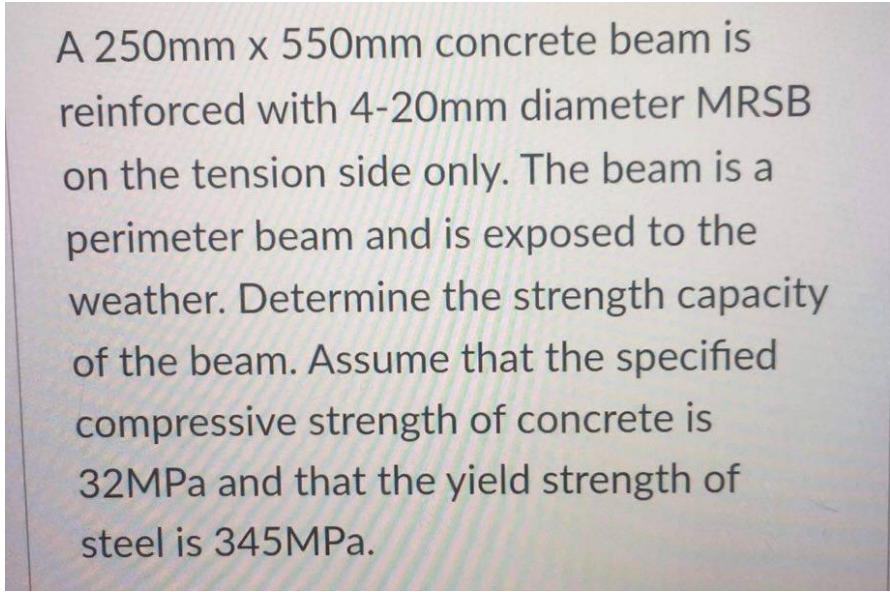 A 250mm x 550mm concrete beam is
reinforced with 4-20mm diameter MRSB
on the tension side only. The beam is a
perimeter beam and is exposed to the
weather. Determine the strength capacity
of the beam. Assume that the specified
compressive strength of concrete is
32MPa and that the yield strength of
steel is 345MPa.